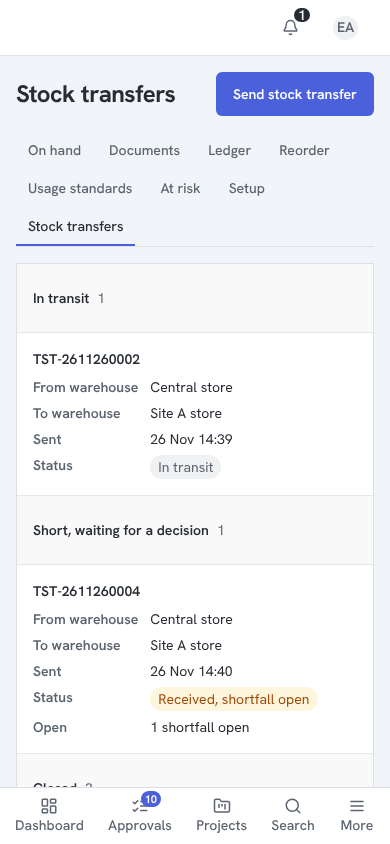 1
EA
Stock transfers
Send stock transfer
On hand Documents Ledger Reorder
Usage standards At risk Setup
Stock transfers
In transit 1
TST-2611260002
From warehouse Central store
To warehouse Site A store
Sent 26 Nov 14:39
Status In transit
Short, waiting for a decision 1
TST-2611260004
From warehouse Central store
To warehouse Site A store
Sent 26 Nov 14:40
Status Received, shortfall open
Open 1 shortfall open
Closed
10
Dashboard Approvals Projects Search More